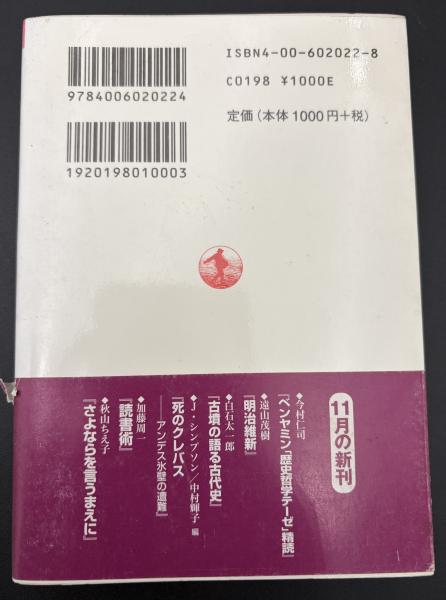 ISBN4-00-602022-8
C0198 ¥1000E
定価(本体1000円+税)
9784006020224
1920198010003
11月の新刊
◆今村仁司
『ベンヤミン「歴史哲学テーゼ」精読』
◆遠山茂樹
『明治維新』
◆白石太一郎
『古墳の語る古代史』
◆J・シンプソン/中村輝子 編
『死のクレバス
――アンデス氷壁の遭難』
◆加藤周一
『読書術』
◆秋山ちえ子
『さよならを言うまえに』